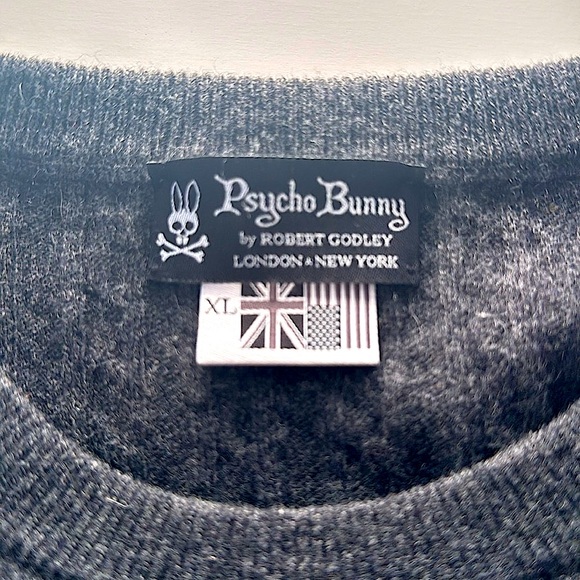 Psycho Bunny
by ROBERT GODLEY
LONDON & NEW YORK
XL